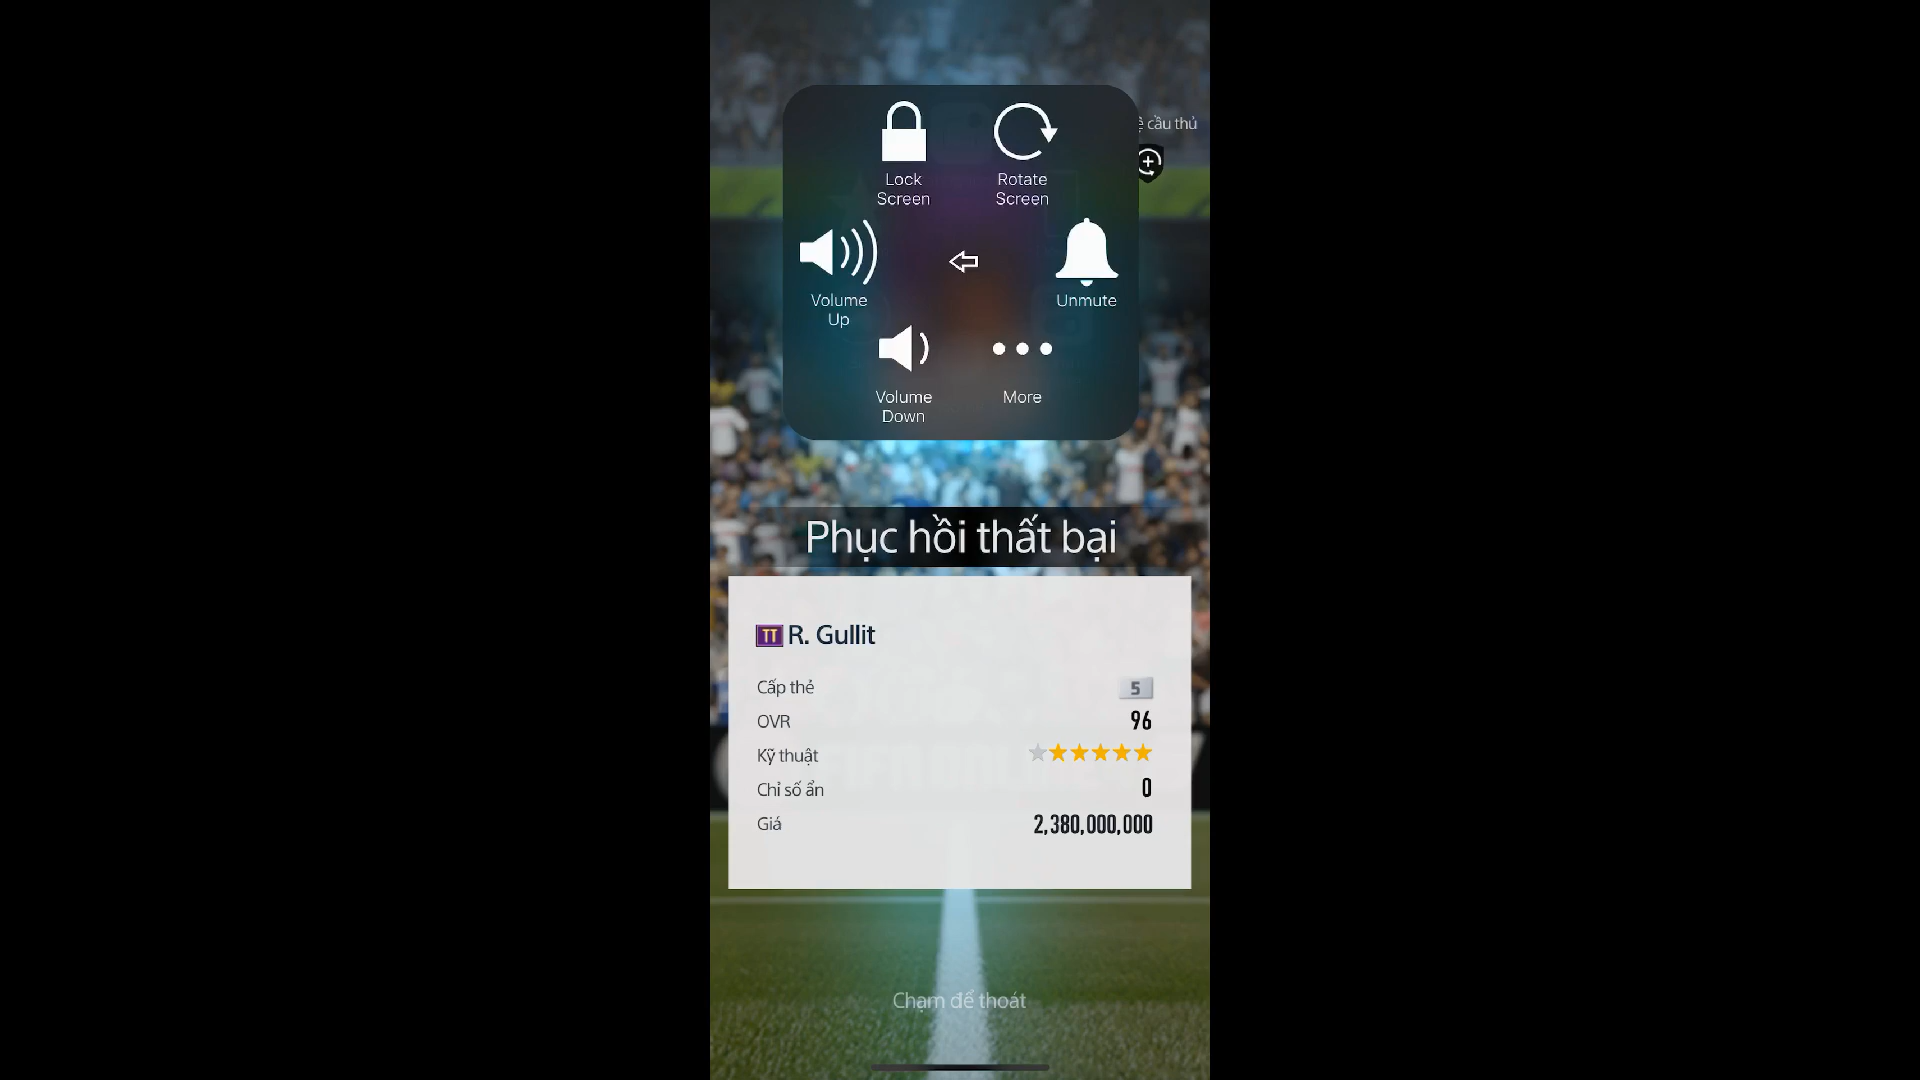 Lock
Screen
Rotate
Screen
cầu thủ
Volume
Up
Unmute
Volume
Down
More
Phục hồi thất bại
TT R. Gullit
Cấp thẻ 5
OVR 96
Kỹ thuật
Chỉ số ẩn 0
Giá 2,380,000,000
Chạm để thoát